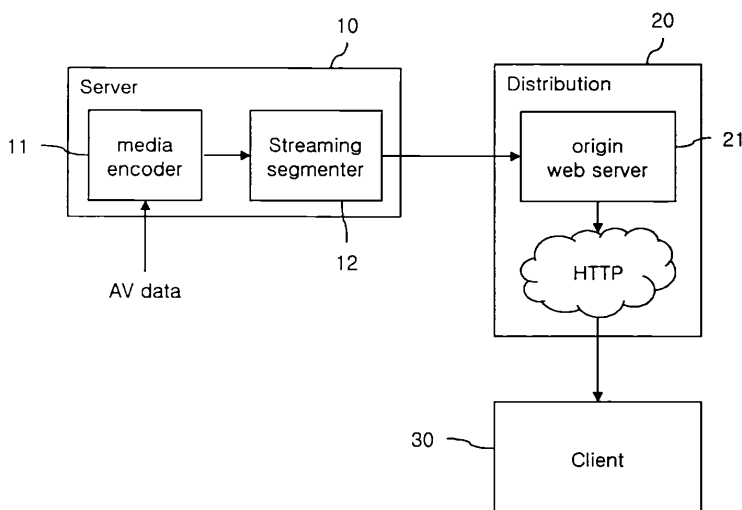 10
20
Server
Distribution
11
media
encoder
Streaming
segmenter
origin
web server
21
12
AV data
HTTP
30
Client